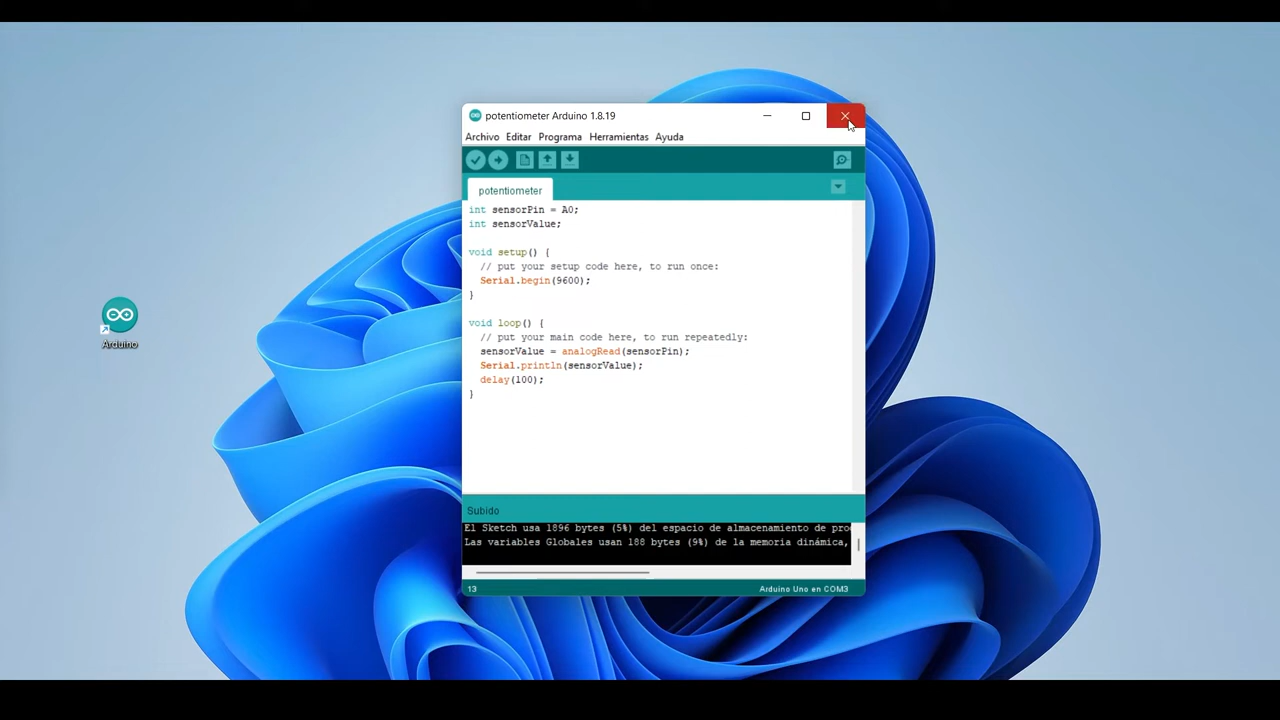 potentiometer Arduino 1.8.19
Archivo Editar Programa Herramientas Ayuda
potentiometer
int sensorPin = A0;
int sensorValue;
void setup() {
// put your setup code here, to run once:
Serial.begin(9600);
}
void loop() {
// put your main code here, to run repeatedly:
sensorValue = analogRead(sensorPin);
Serial.println(sensorValue);
delay(100);
}
Arduino
Subido
El Sketch usa 1896 bytes (5%) del espacio de almacenamiento de pro
Las variables Globales usan 188 bytes (9%) de la memoria dinámica,
13 Arduino Uno en COM3